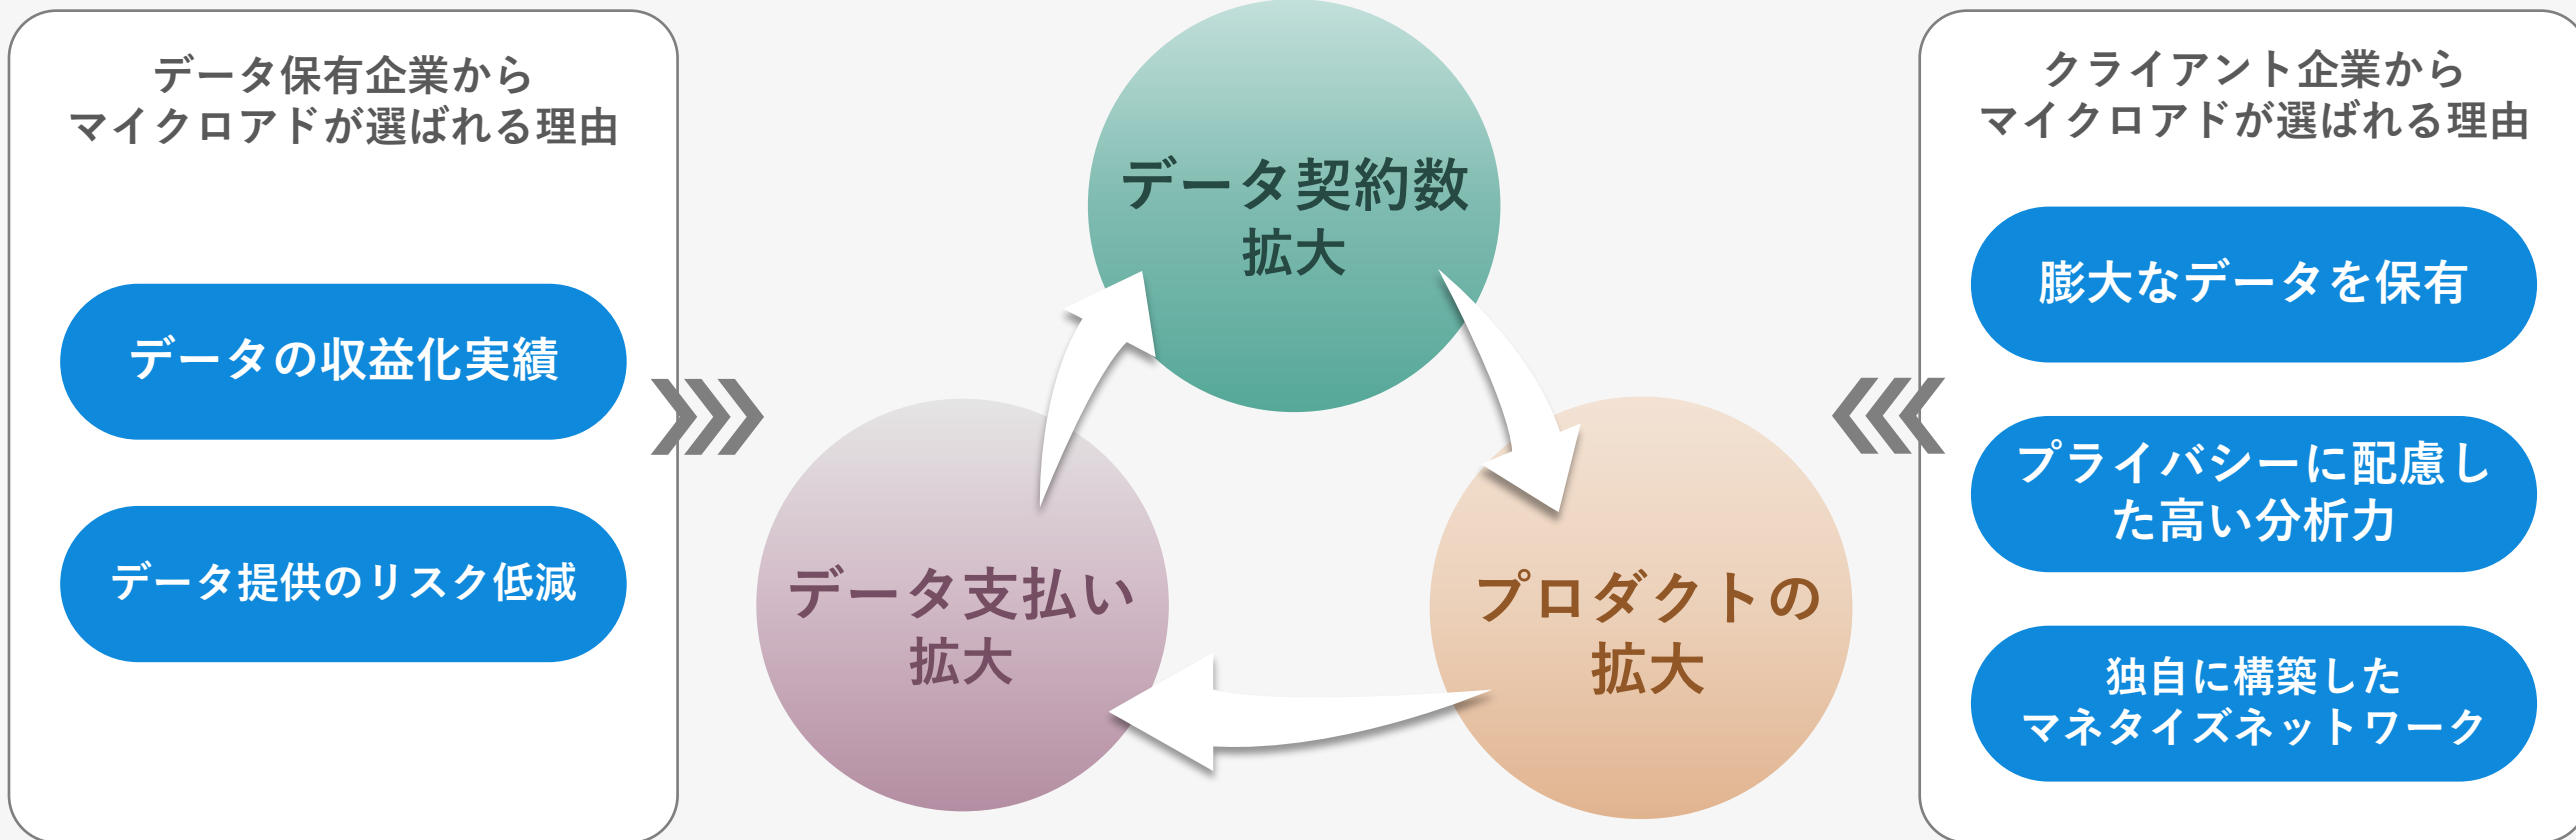 データ保有企業から
マイクロアドが選ばれる理由
データの収益化実績
データ提供のリスク低減
データ契約数
拡大
データ支払い
拡大
プロダクトの
拡大
クライアント企業から
マイクロアドが選ばれる理由
膨大なデータを保有
プライバシーに配慮し
た高い分析力
独自に構築した
マネタイズネットワーク